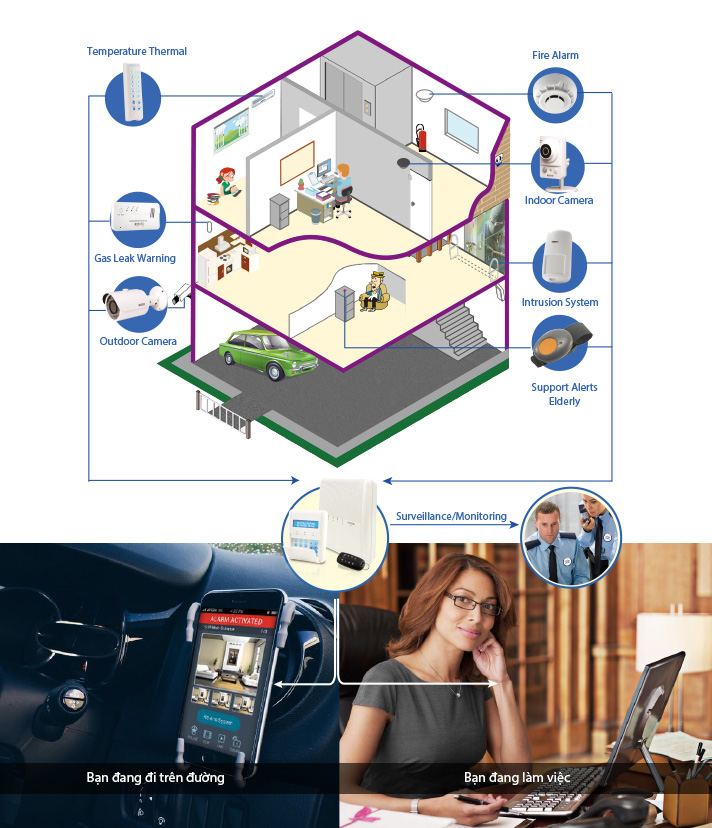 Temperature Thermal
Fire Alarm
Indoor Camera
Gas Leak Warning
Intrusion System
Outdoor Camera
Support Alerts
Elderly
Surveillance/Monitoring
ALARM ACTIVATED
Bạn đang đi trên đường
Bạn đang làm việc